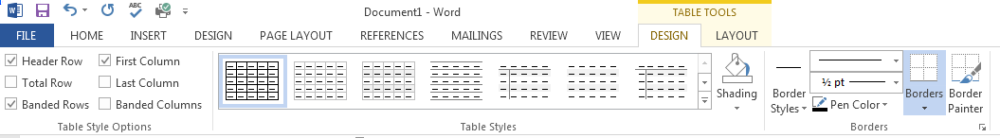 Document1 - Word
TABLE TOOLS
FILE HOME INSERT DESIGN PAGE LAYOUT REFERENCES MAILINGS REVIEW VIEW DESIGN LAYOUT
Header Row First Column
Total Row Last Column
Banded Rows Banded Columns
Table Style Options
Table Styles
Shading
Border Styles
½ pt
Pen Color
Borders
Border Painter
Borders
ABC